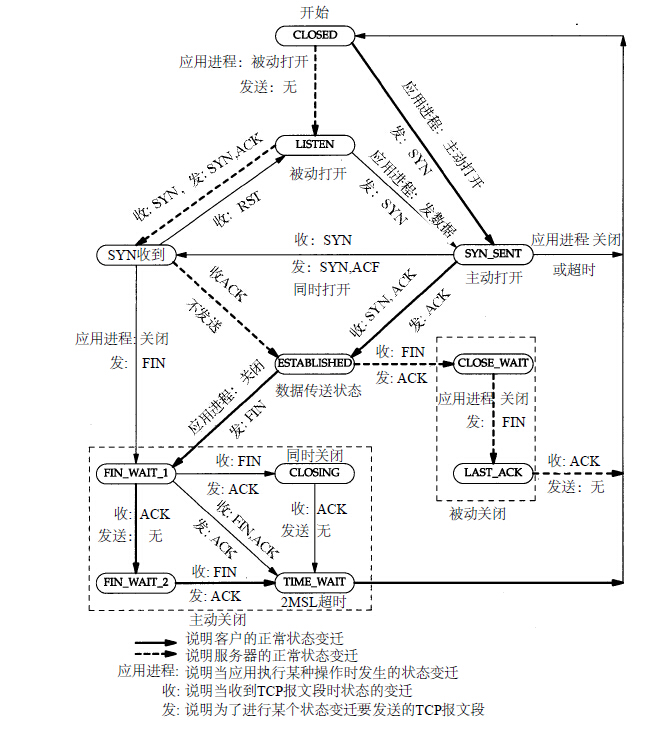 开始
CLOSED
应用进程：被动打开
发送：无
应用进程：主动打开
发：SYN
LISTEN
被动打开
收: SYN，发: SYN,ACK
收: RST
应用进程：发数据
发：SYN
SYN收到
收：SYN
发：SYN,ACF
同时打开
SYN_SENT
主动打开
应用进程 关闭
或超时
收ACK
不发送
收: SYN, ACK
发: ACK
应用进程: 关闭
发: FIN
ESTABLISHED
数据传送状态
收: FIN
发: ACK
CLOSE_WAIT
应用进程 关闭
发: FIN
LAST_ACK
收: ACK
发送: 无
被动关闭
应用进程：关闭
发: FIN
FIN_WAIT_1
收: FIN
发: ACK
同时关闭
CLOSING
收: ACK
发送: 无
收: FIN,ACK
发: ACK
收: ACK
发送 无
FIN_WAIT_2
收: FIN
发: ACK
TIME_WAIT
2MSL超时
主动关闭
说明客户的正常状态变迁
说明服务器的正常状态变迁
应用进程: 说明当应用执行某种操作时发生的状态变迁
收: 说明当收到TCP报文段时状态的变迁
发: 说明为了进行某个状态变迁要发送的TCP报文段